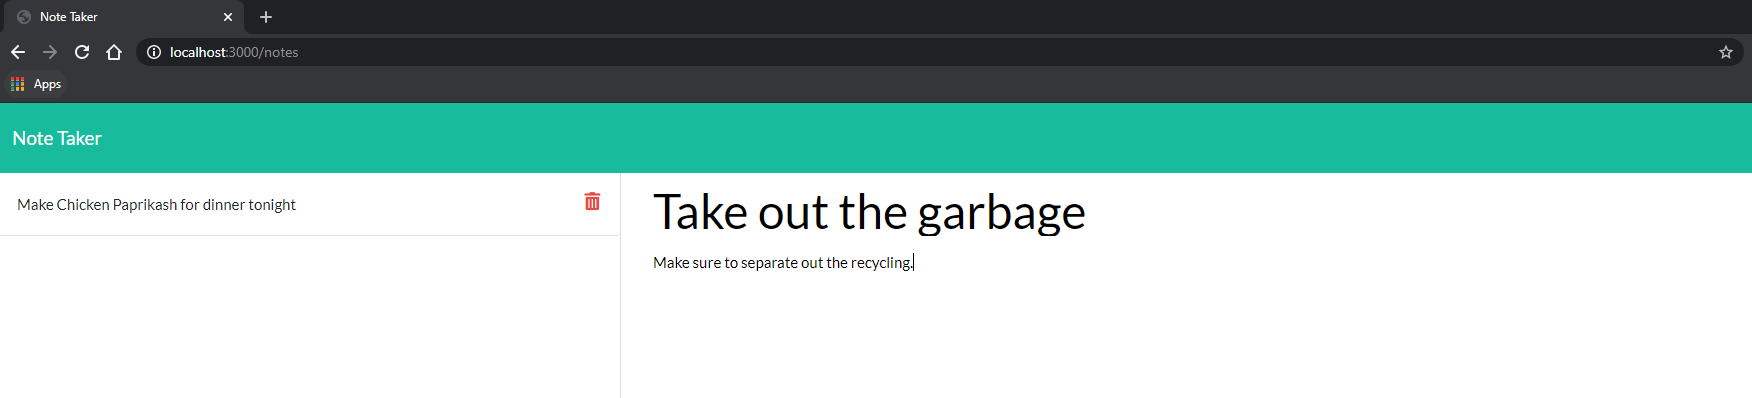 Note Taker
localhost:3000/notes
Apps
Note Taker
Make Chicken Paprikash for dinner tonight
Take out the garbage
Make sure to separate out the recycling.